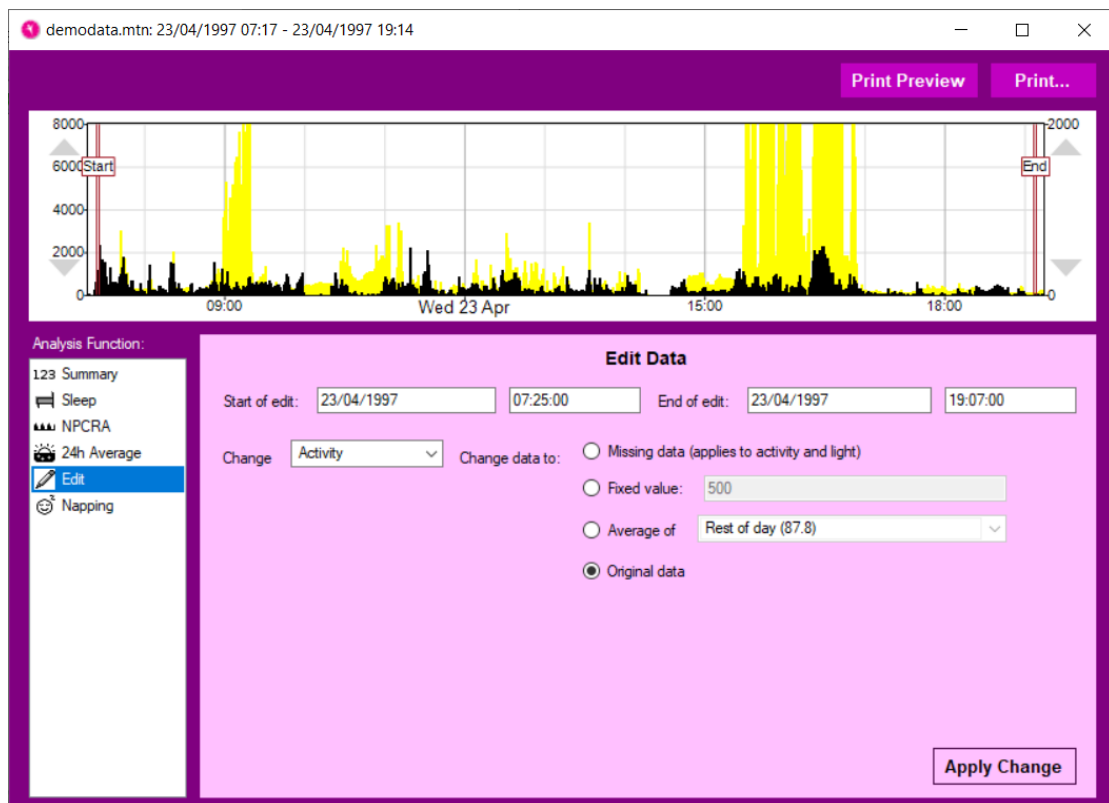 demodata.mtn: 23/04/1997 07:17 - 23/04/1997 19:14
Print Preview Print...
8000 2000
6000 Start End
4000
2000
0 0
09:00 Wed 23 Apr 15:00 18:00
Analysis Function:
123 Summary
Sleep
NPCRA
24h Average
Edit
Napping
Edit Data
Start of edit: 23/04/1997 07:25:00 End of edit: 23/04/1997 19:07:00
Change Activity Change data to: Missing data (applies to activity and light)
Fixed value: 500
Average of Rest of day (87.8)
Original data
Apply Change